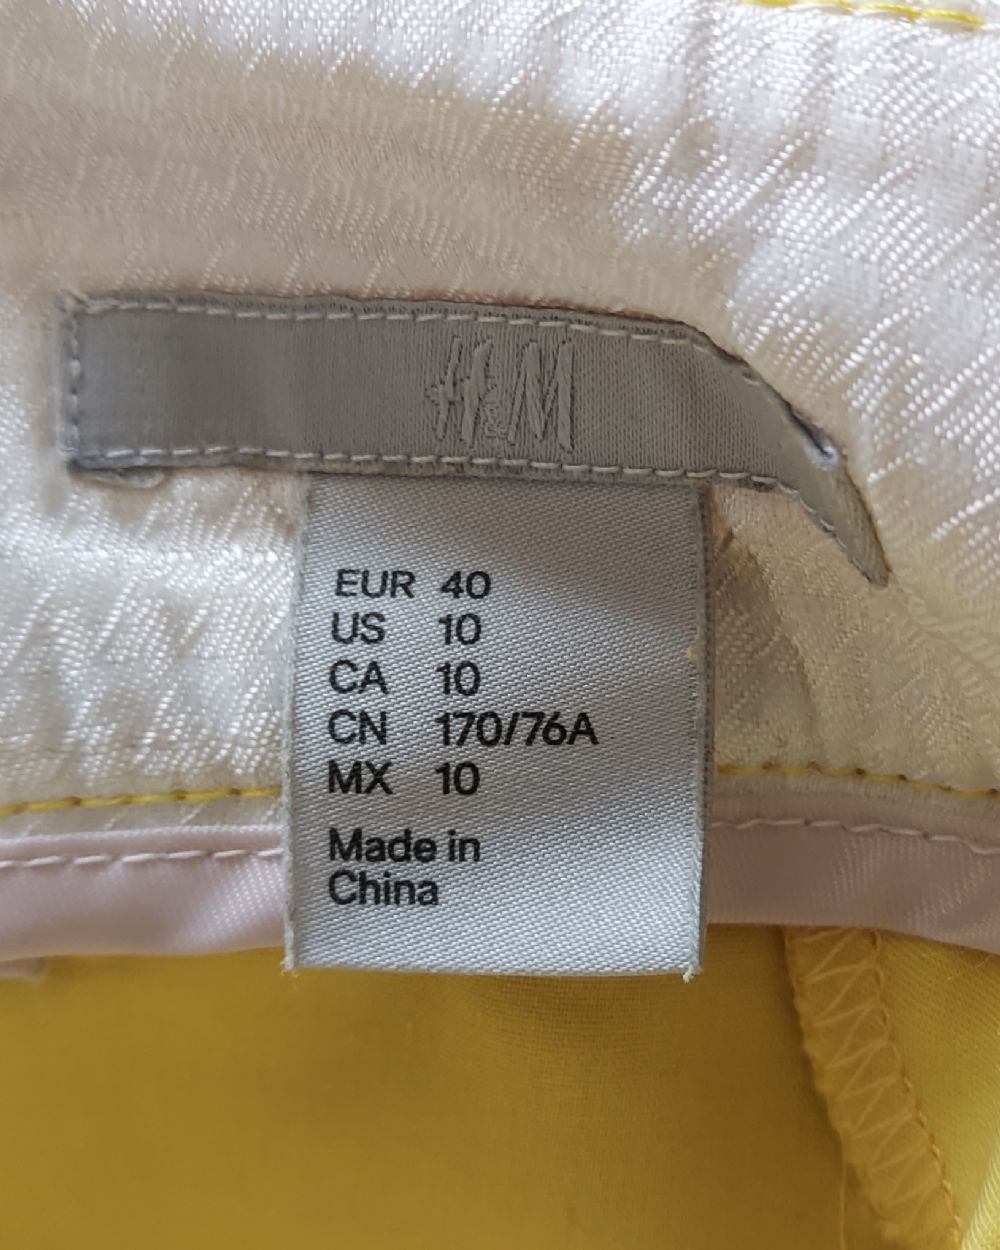 H&M
EUR 40
US 10
CA 10
CN 170/76A
MX 10
Made in
China